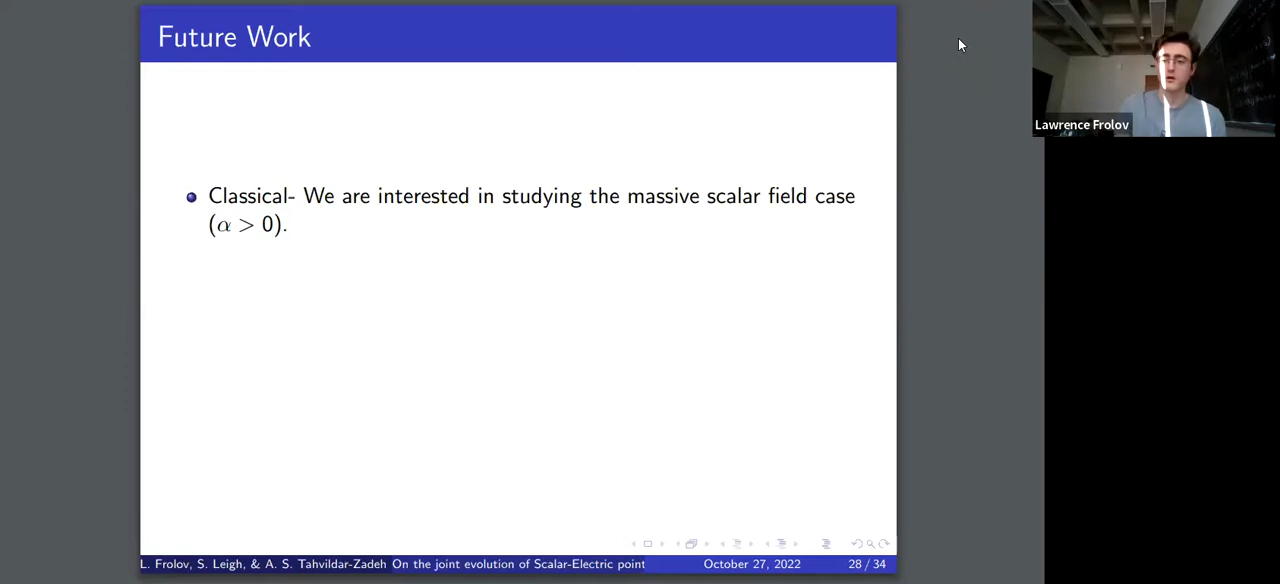 Future Work
Lawrence Frolov
Classical- We are interested in studying the massive scalar field case
(α > 0).
L. Frolov, S. Leigh, & A. S. Tahvildar-Zadeh On the joint evolution of Scalar-Electric point October 27, 2022 28 / 34